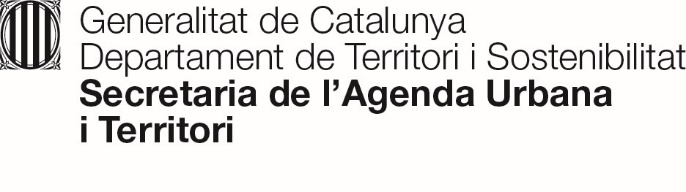 Generalitat de Catalunya
Departament de Territori i Sostenibilitat
Secretaria de l’Agenda Urbana
i Territori